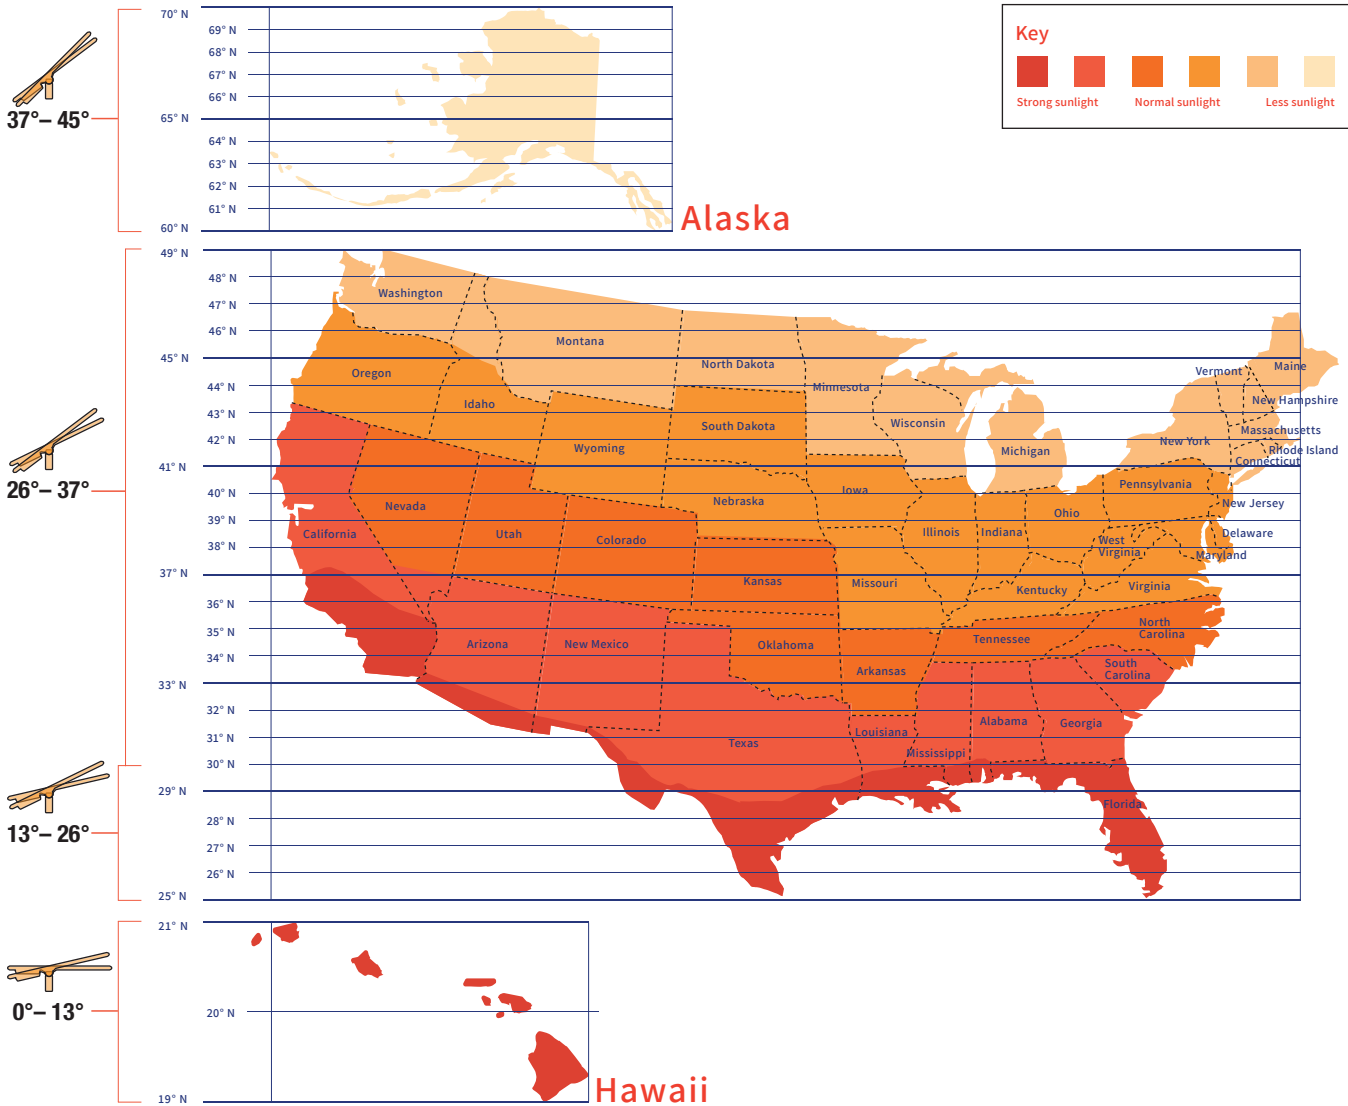 70° N
69° N
68° N
67° N
66° N
65° N
64° N
63° N
62° N
61° N
60° N
37°– 45°
Alaska
Key
Strong sunlight
Normal sunlight
Less sunlight
49° N
48° N
47° N
46° N
45° N
44° N
43° N
42° N
41° N
40° N
39° N
38° N
37° N
36° N
35° N
34° N
33° N
32° N
31° N
30° N
29° N
28° N
27° N
26° N
25° N
26°– 37°
13°– 26°
Washington
Montana
North Dakota
Minnesota
Oregon
Idaho
Wyoming
South Dakota
Wisconsin
Michigan
Vermont
Maine
New Hampshire
New York
Massachusetts
Rhode Island
Connecticut
Nevada
Utah
Colorado
Nebraska
Iowa
Illinois
Indiana
Ohio
Pennsylvania
New Jersey
Delaware
Maryland
California
Kansas
Missouri
Kentucky
West
Virginia
Virginia
Arizona
New Mexico
Oklahoma
Arkansas
Tennessee
North
Carolina
South
Carolina
Texas
Louisiana
Mississippi
Alabama
Georgia
Florida
21° N
20° N
19° N
0°– 13°
Hawaii